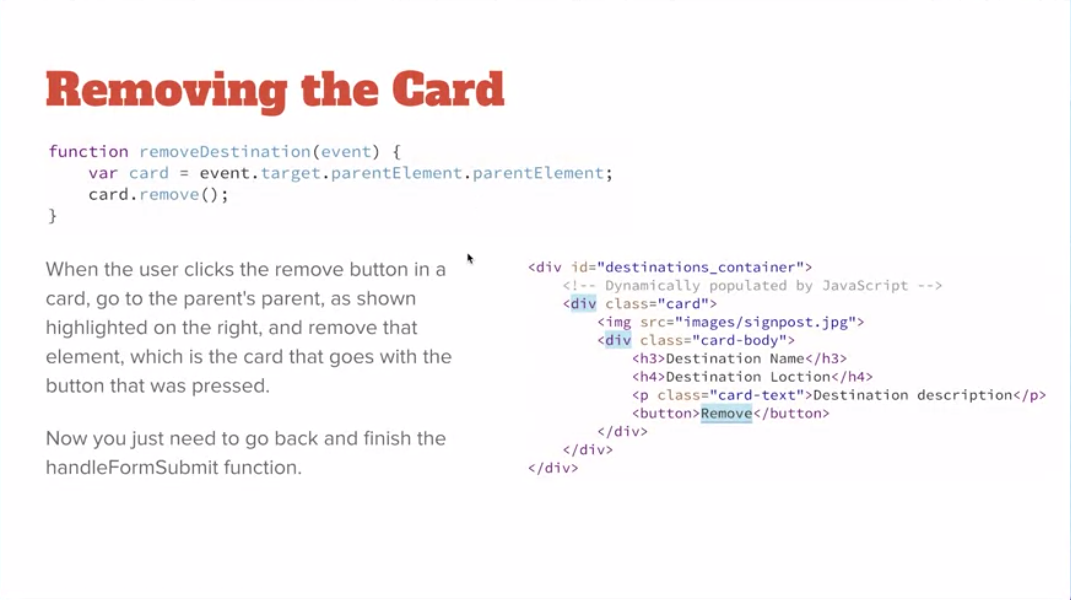 Removing the Card
function removeDestination(event) {
    var card = event.target.parentElement.parentElement;
    card.remove();
}
When the user clicks the remove button in a
card, go to the parent's parent, as shown
highlighted on the right, and remove that
element, which is the card that goes with the
button that was pressed.
Now you just need to go back and finish the
handleFormSubmit function.
<div id="destinations_container">
    <!-- Dynamically populated by JavaScript -->
    <div class="card">
        <img src="images/signpost.jpg">
        <div class="card-body">
            <h3>Destination Name</h3>
            <h4>Destination Loction</h4>
            <p class="card-text">Destination description</p>
            <button>Remove</button>
        </div>
    </div>
</div>